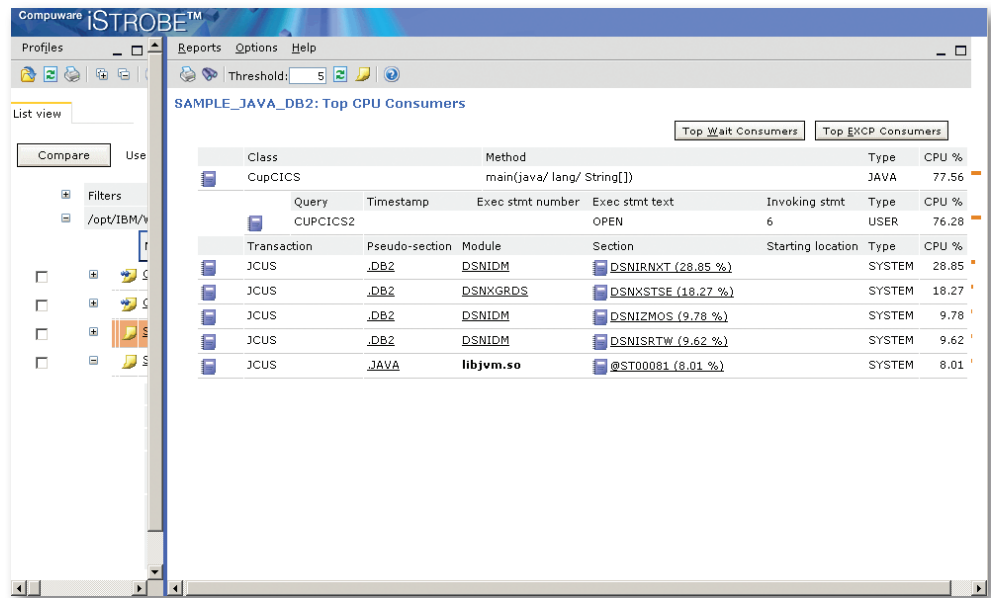 Compuware iSTROBE™
Profiles
Reports Options Help
Threshold: 5
List view
SAMPLE_JAVA_DB2: Top CPU Consumers
Top Wait Consumers Top EXCP Consumers
Compare Use
Filters
/opt/IBM/W
Class Method Type CPU %
CupCICS main(java/ lang/ String[]) JAVA 77.56
Query Timestamp Exec stmt number Exec stmt text Invoking stmt Type CPU %
CUPCICS2 OPEN 6 USER 76.28
Transaction Pseudo-section Module Section Starting location Type CPU %
JCUS .DB2 DSNIDM DSNIRNXT (28.85 %) SYSTEM 28.85
JCUS .DB2 DSNXGRDS DSNXSTSE (18.27 %) SYSTEM 18.27
JCUS .DB2 DSNIDM DSNIZMOS (9.78 %) SYSTEM 9.78
JCUS .DB2 DSNIDM DSNISRTW (9.62 %) SYSTEM 9.62
JCUS .JAVA libjvm.so @ST00081 (8.01 %) SYSTEM 8.01